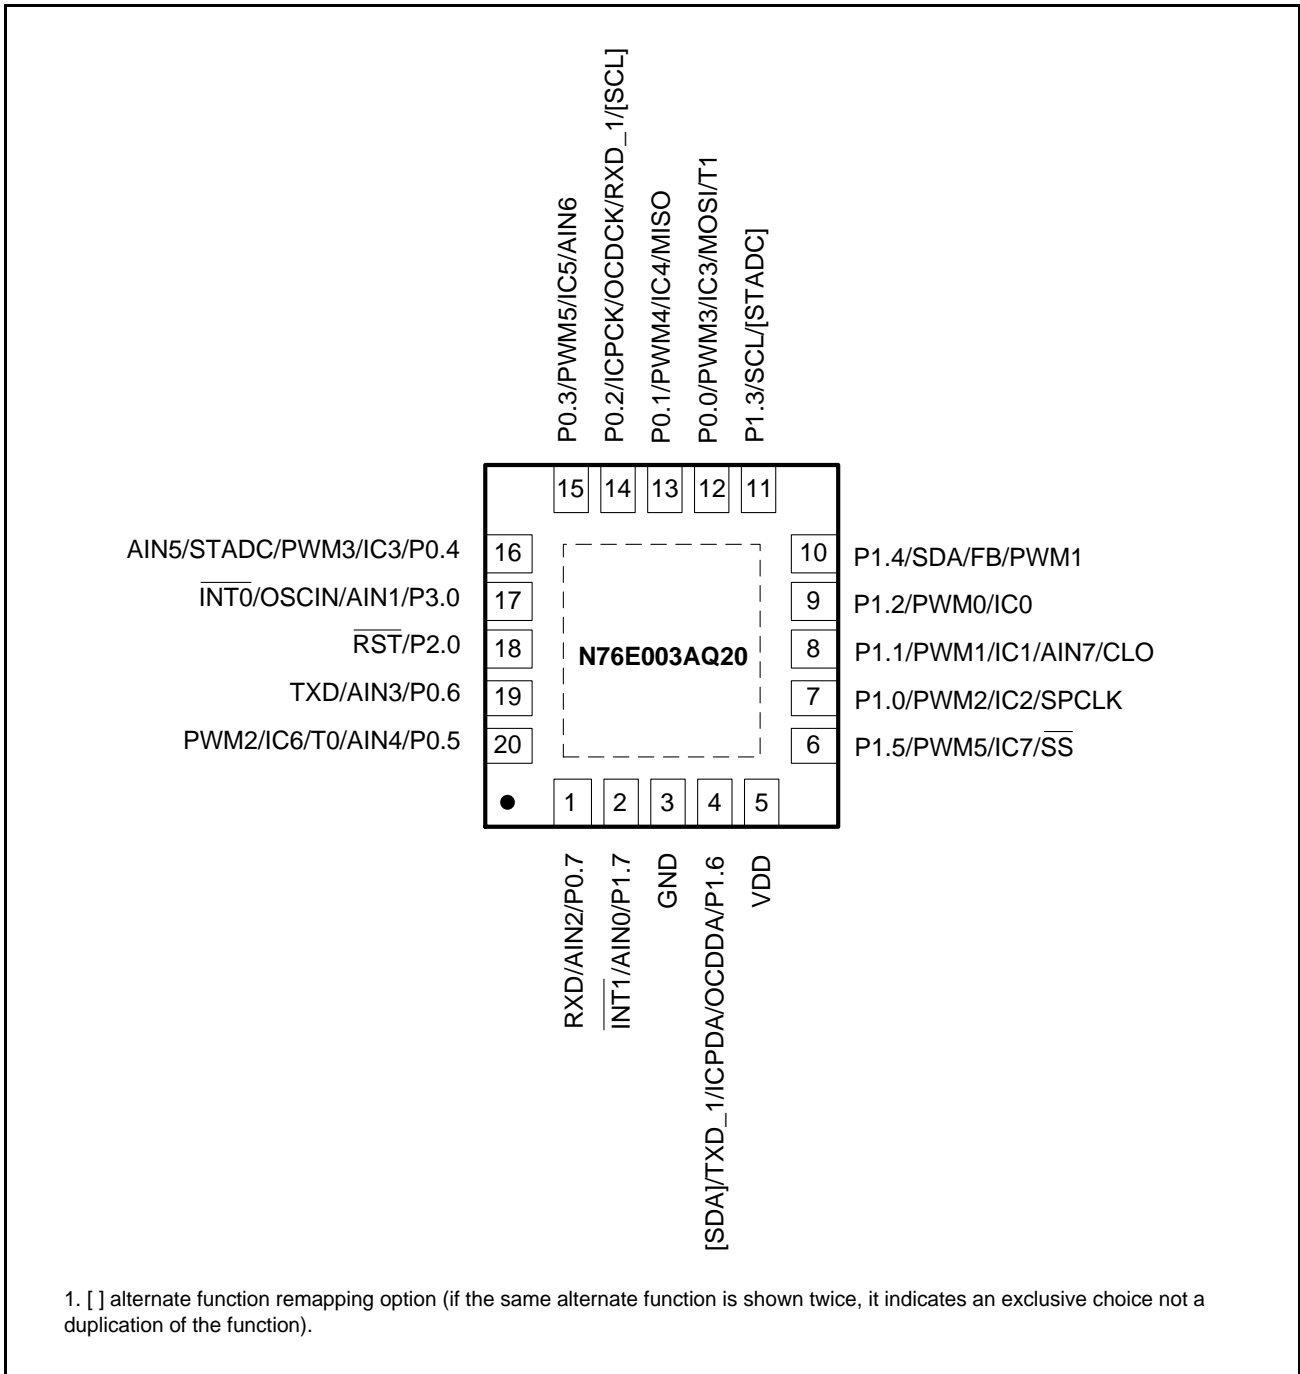 P0.3/PWM5/IC5/AIN6
P0.2/ICPCK/OCDCK/RXD_1/[SCL]
P0.1/PWM4/IC4/MISO
P0.0/PWM3/IC3/MOSI/T1
P1.3/SCL/[STADC]
15 14 13 12 11
AIN5/STADC/PWM3/IC3/P0.4 16
10 P1.4/SDA/FB/PWM1
INT0/OSCIN/AIN1/P3.0 17
9 P1.2/PWM0/IC0
RST/P2.0 18
N76E003AQ20
8 P1.1/PWM1/IC1/AIN7/CLO
TXD/AIN3/P0.6 19
7 P1.0/PWM2/IC2/SPCLK
PWM2/IC6/T0/AIN4/P0.5 20
6 P1.5/PWM5/IC7/SS
1 2 3 4 5
RXD/AIN2/P0.7
INT1/AIN0/P1.7
GND
[SDA]/TXD_1/ICPDA/OCDDA/P1.6
VDD
1. [ ] alternate function remapping option (if the same alternate function is shown twice, it indicates an exclusive choice not a
duplication of the function).